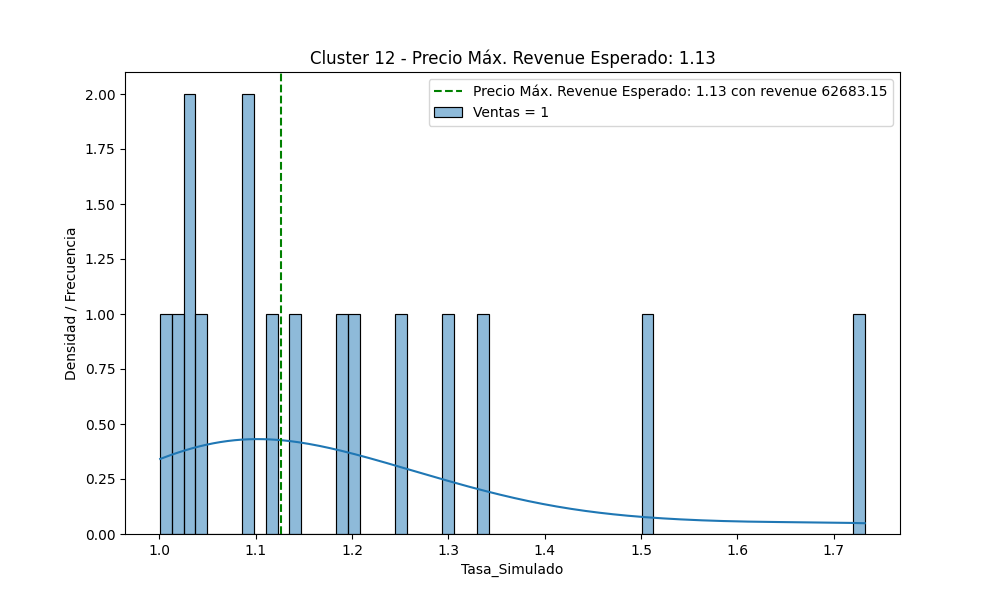 Cluster 12 - Precio Máx. Revenue Esperado: 1.13
Precio Máx. Revenue Esperado: 1.13 con revenue 62683.15
Ventas = 1
Densidad / Frecuencia
2.00
1.75
1.50
1.25
1.00
0.75
0.50
0.25
0.00
1.0 1.1 1.2 1.3 1.4 1.5 1.6 1.7
Tasa_Simulado